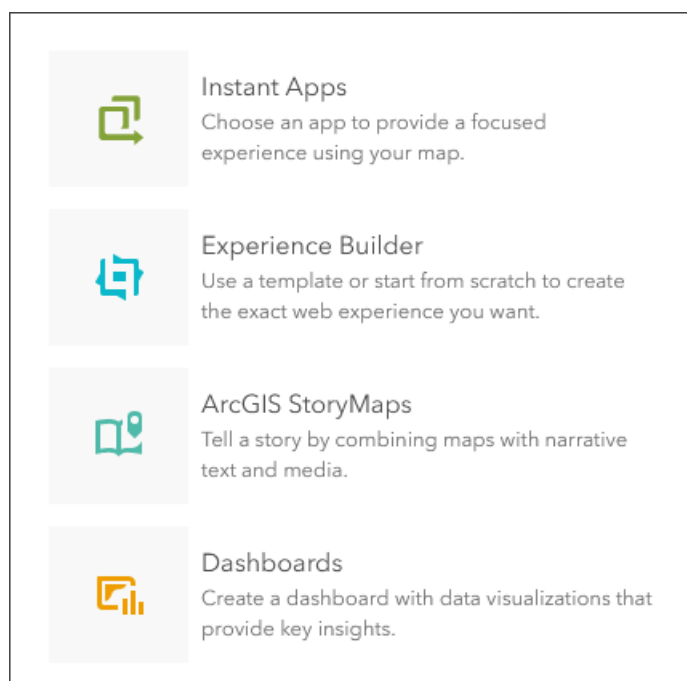 Instant Apps
Choose an app to provide a focused
experience using your map.
Experience Builder
Use a template or start from scratch to create
the exact web experience you want.
ArcGIS StoryMaps
Tell a story by combining maps with narrative
text and media.
Dashboards
Create a dashboard with data visualizations that
provide key insights.